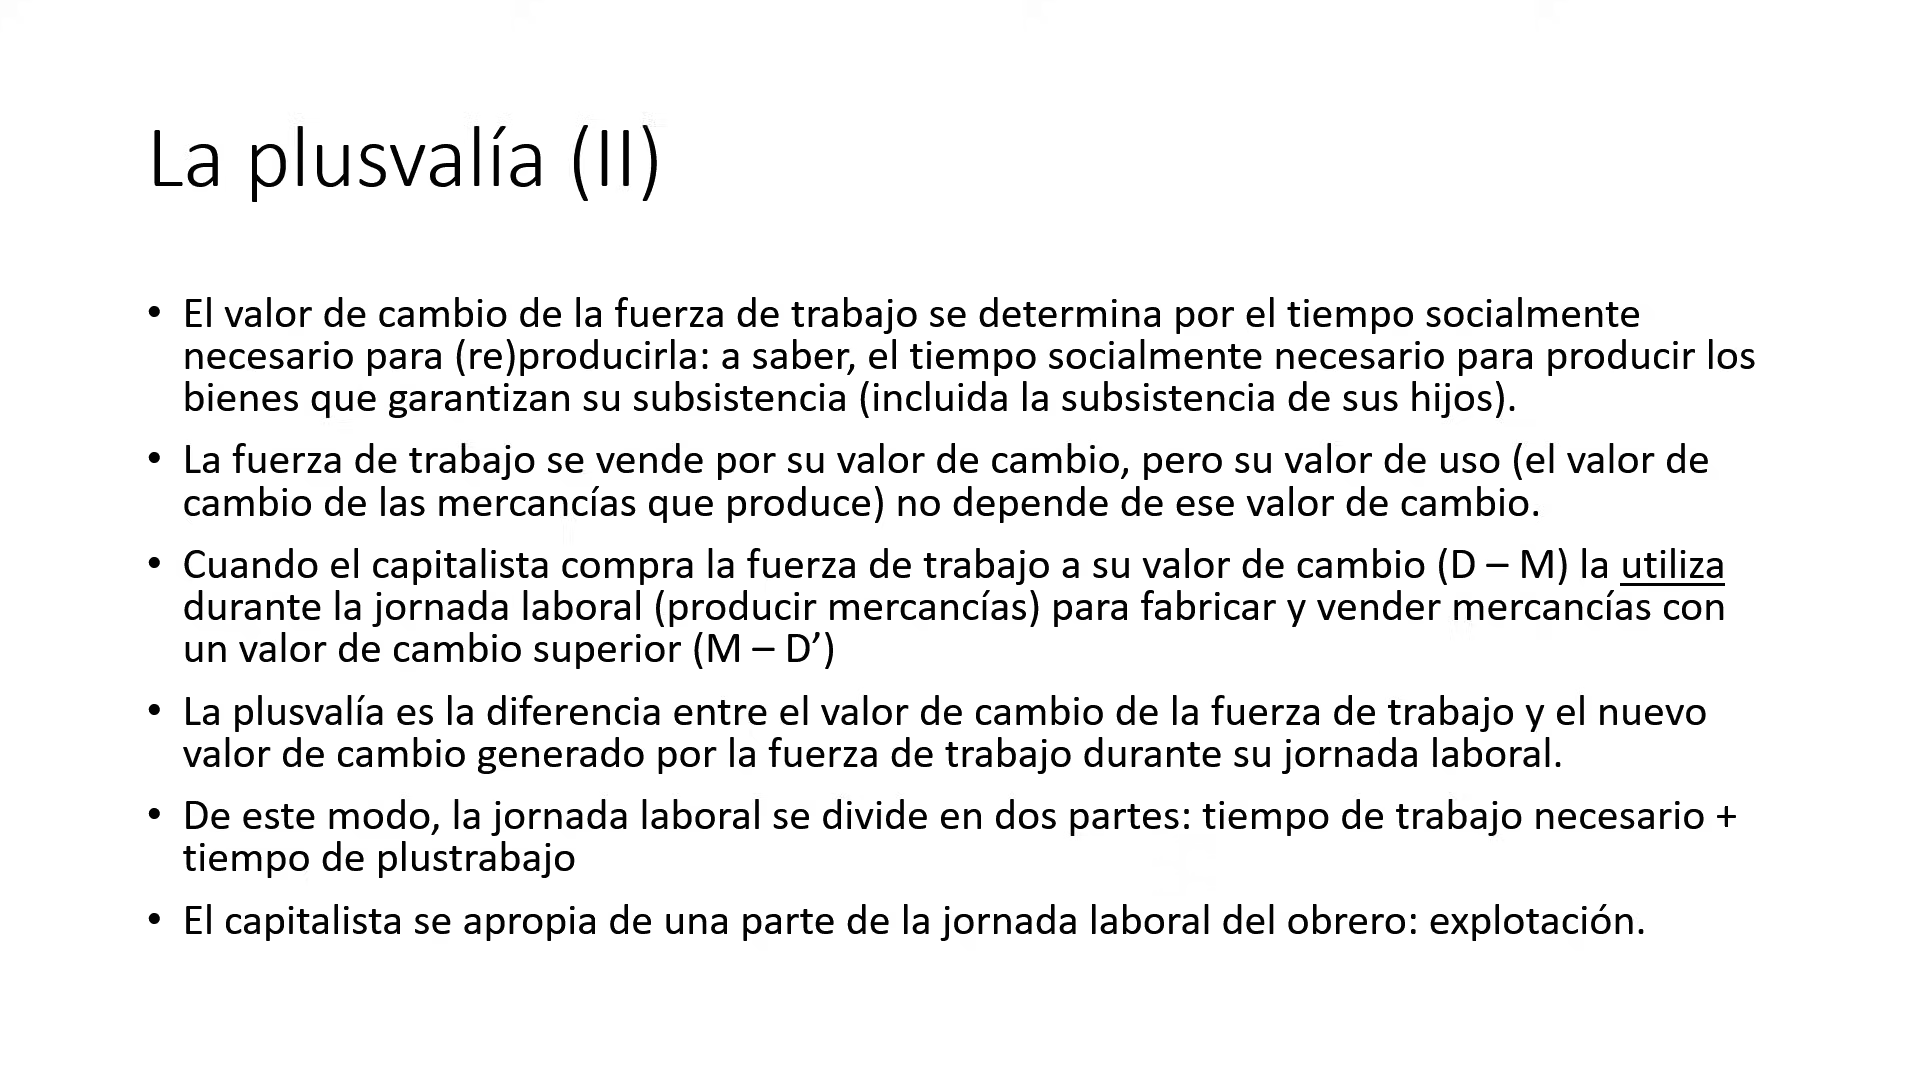 La plusvalía (II)
• El valor de cambio de la fuerza de trabajo se determina por el tiempo socialmente
necesario para (re)producirla: a saber, el tiempo socialmente necesario para producir los
bienes que garantizan su subsistencia (incluida la subsistencia de sus hijos).
• La fuerza de trabajo se vende por su valor de cambio, pero su valor de uso (el valor de
cambio de las mercancías que produce) no depende de ese valor de cambio.
• Cuando el capitalista compra la fuerza de trabajo a su valor de cambio (D – M) la utiliza
durante la jornada laboral (producir mercancías) para fabricar y vender mercancías con
un valor de cambio superior (M – D’)
• La plusvalía es la diferencia entre el valor de cambio de la fuerza de trabajo y el nuevo
valor de cambio generado por la fuerza de trabajo durante su jornada laboral.
• De este modo, la jornada laboral se divide en dos partes: tiempo de trabajo necesario +
tiempo de plustrabajo
• El capitalista se apropia de una parte de la jornada laboral del obrero: explotación.